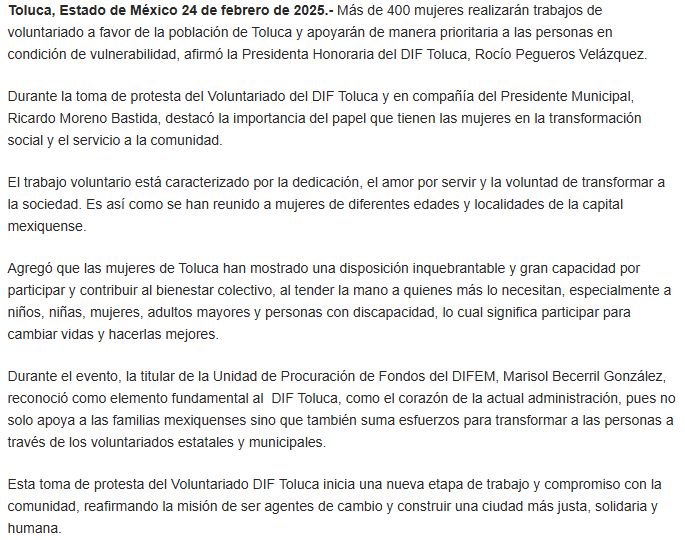 Toluca, Estado de México 24 de febrero de 2025.- Más de 400 mujeres realizarán trabajos de
voluntariado a favor de la población de Toluca y apoyarán de manera prioritaria a las personas en
condición de vulnerabilidad, afirmó la Presidenta Honoraria del DIF Toluca, Rocío Pegueros Velázquez.
Durante la toma de protesta del Voluntariado del DIF Toluca y en compañía del Presidente Municipal,
Ricardo Moreno Bastida, destacó la importancia del papel que tienen las mujeres en la transformación
social y el servicio a la comunidad.
El trabajo voluntario está caracterizado por la dedicación, el amor por servir y la voluntad de transformar a
la sociedad. Es así como se han reunido a mujeres de diferentes edades y localidades de la capital
mexiquense.
Agregó que las mujeres de Toluca han mostrado una disposición inquebrantable y gran capacidad por
participar y contribuir al bienestar colectivo, al tender la mano a quienes más lo necesitan, especialmente a
niños, niñas, mujeres, adultos mayores y personas con discapacidad, lo cual significa participar para
cambiar vidas y hacerlas mejores.
Durante el evento, la titular de la Unidad de Procuración de Fondos del DIFEM, Marisol Becerril González,
reconoció como elemento fundamental al  DIF Toluca, como el corazón de la actual administración, pues no
solo apoya a las familias mexiquenses sino que también suma esfuerzos para transformar a las personas a
través de los voluntariados estatales y municipales.
Esta toma de protesta del Voluntariado DIF Toluca inicia una nueva etapa de trabajo y compromiso con la
comunidad, reafirmando la misión de ser agentes de cambio y construir una ciudad más justa, solidaria y
humana.